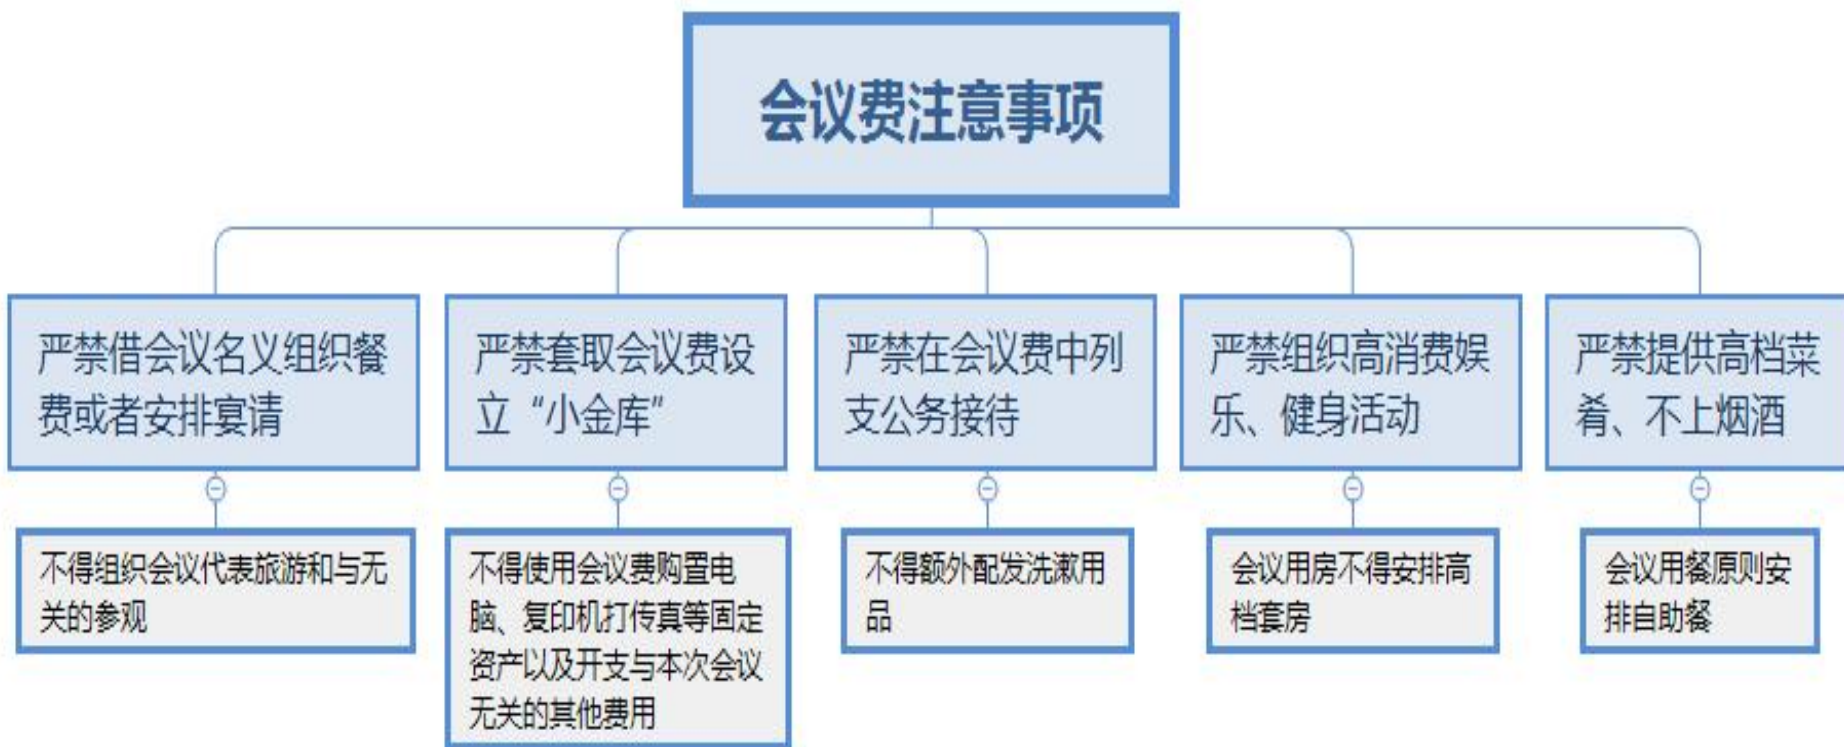 会议费注意事项
严禁借会议名义组织餐
费或者安排宴请
严禁套取会议费设
立“小金库”
严禁在会议费中列
支公务接待
严禁组织高消费娱
乐、健身活动
严禁提供高档菜
肴、不上烟酒
不得组织会议代表旅游和与无
关的参观
不得使用会议费购置电
脑、复印机打传真等固定
资产以及开支与本次会议
无关的其他费用
不得额外配发洗漱用
品
会议用房不得安排高
档套房
会议用餐原则安
排自助餐